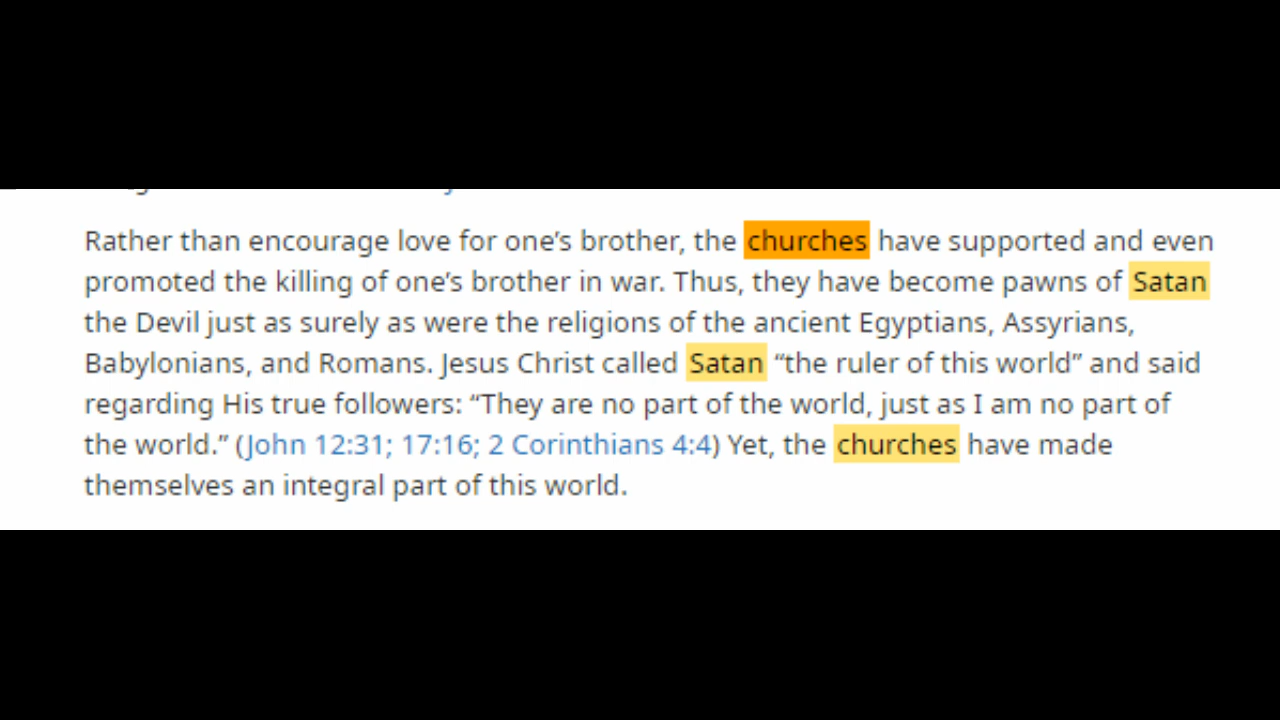 Rather than encourage love for one’s brother, the churches have supported and even
promoted the killing of one’s brother in war. Thus, they have become pawns of Satan
the Devil just as surely as were the religions of the ancient Egyptians, Assyrians,
Babylonians, and Romans. Jesus Christ called Satan “the ruler of this world” and said
regarding His true followers: “They are no part of the world, just as I am no part of
the world.” (John 12:31; 17:16; 2 Corinthians 4:4) Yet, the churches have made
themselves an integral part of this world.